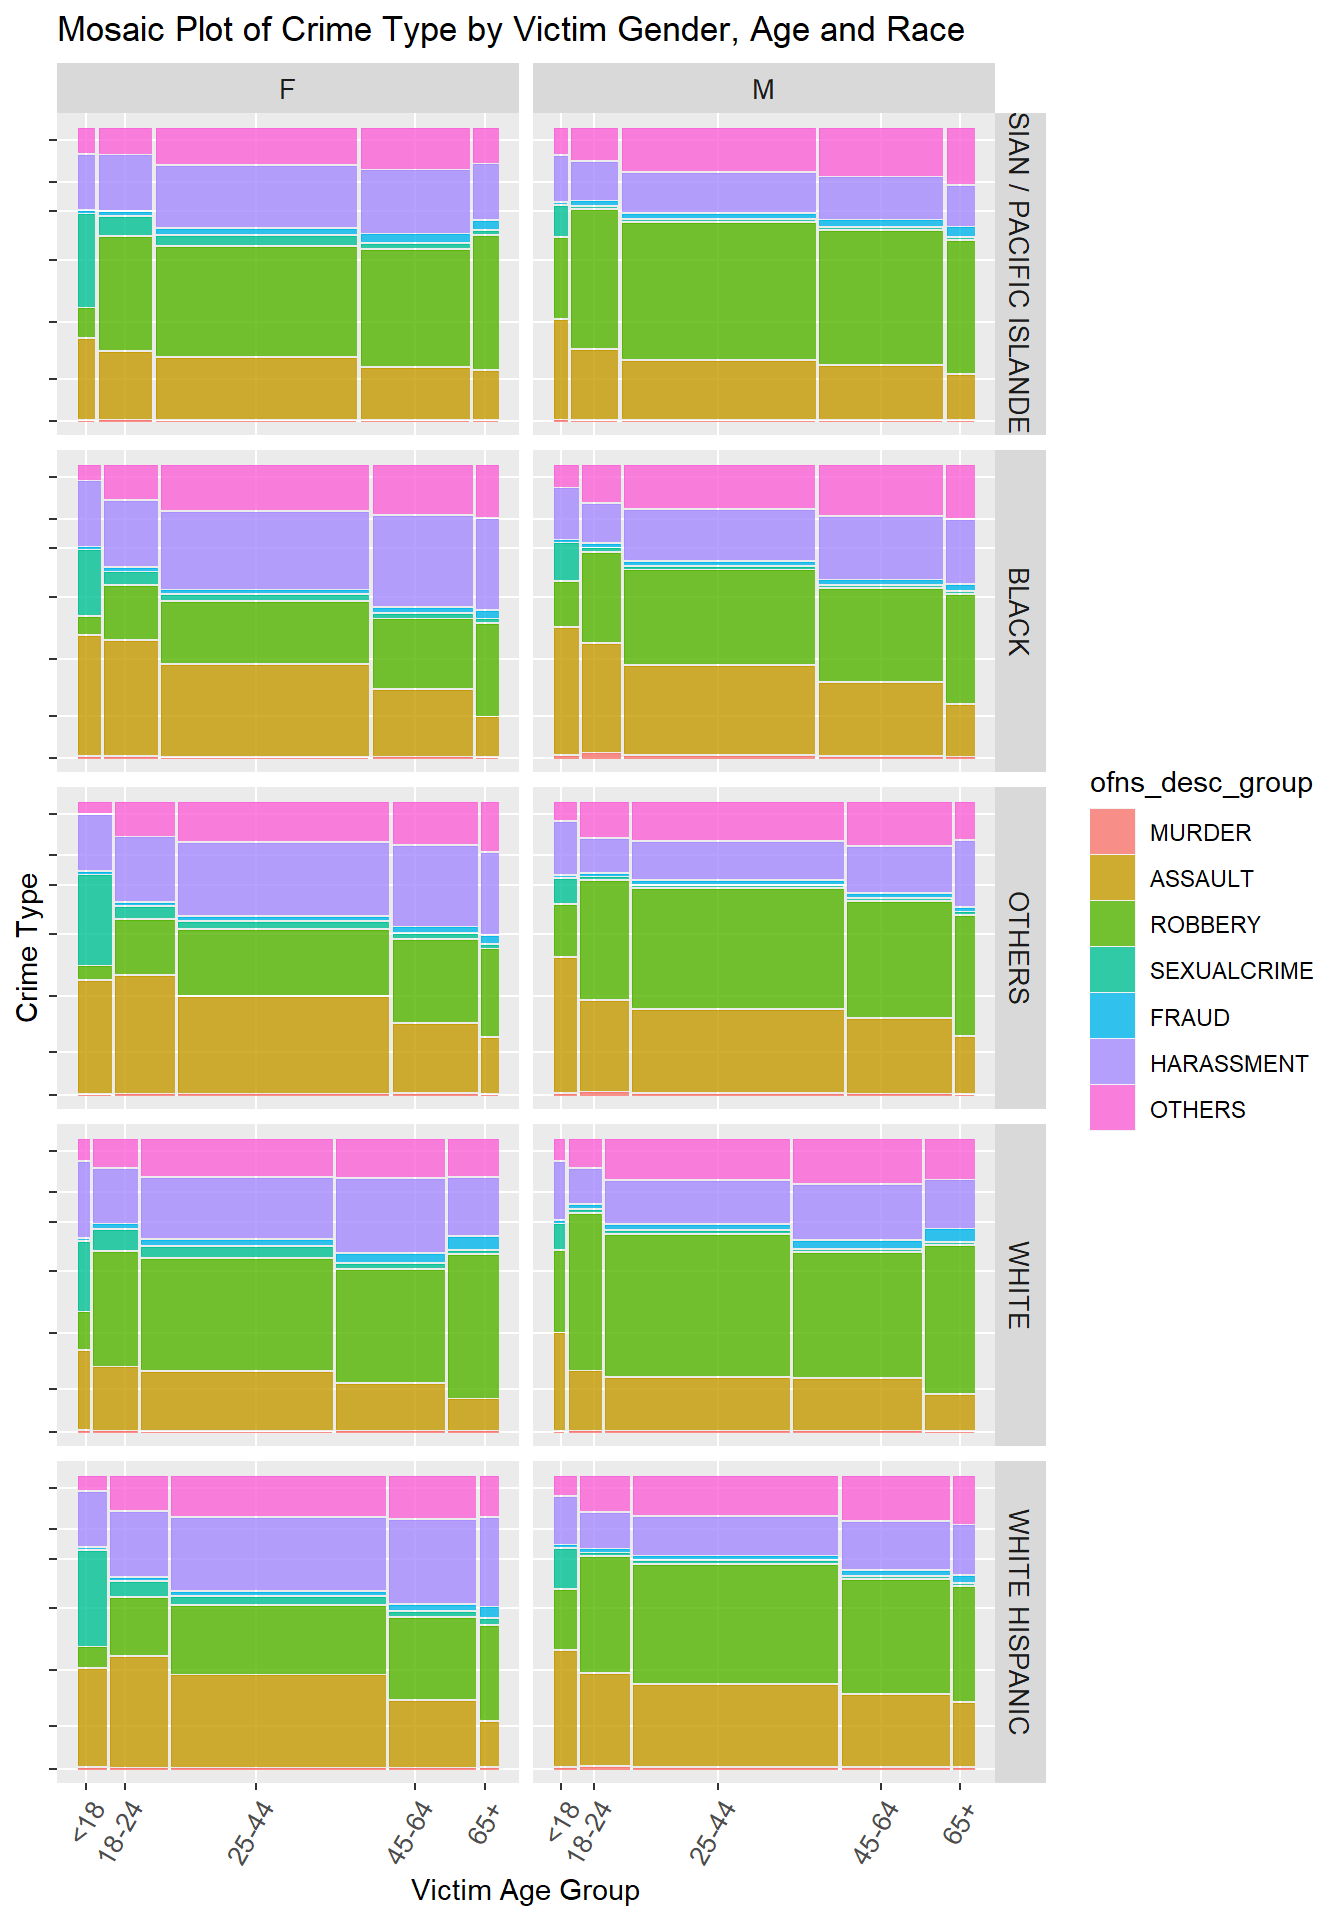 Mosaic Plot of Crime Type by Victim Gender, Age and Race
F
M
SIAN / PACIFIC ISLANDE
BLACK
OTHERS
WHITE
WHITE HISPANIC
Crime Type
<18
18-24
25-44
45-64
65+
<18
18-24
25-44
45-64
65+
Victim Age Group
ofns_desc_group
MURDER
ASSAULT
ROBBERY
SEXUALCRIME
FRAUD
HARASSMENT
OTHERS